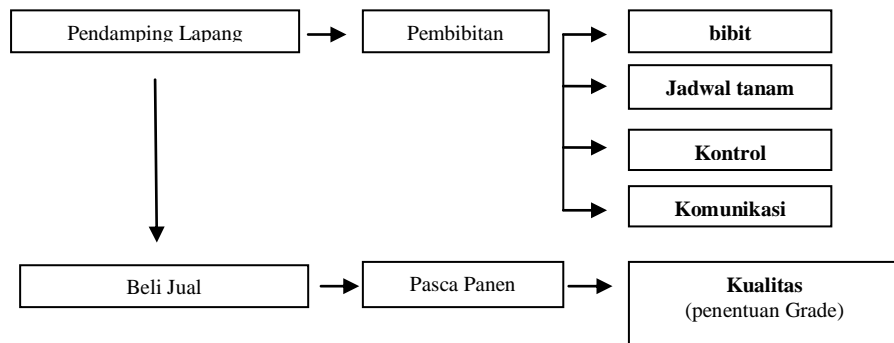 Pendamping Lapang
Pembibitan
bibit
Jadwal tanam
Kontrol
Komunikasi
Beli Jual
Pasca Panen
Kualitas
(penentuan Grade)